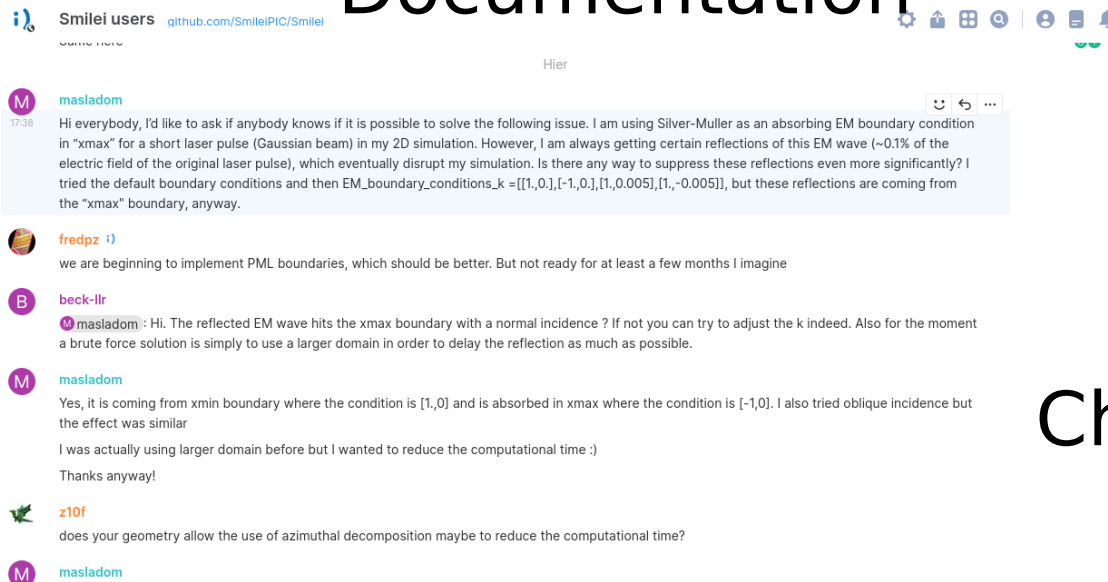 Documentation
Smilei users github.com/SmileiPIC/Smilei
Same here
Hier
M masladom
17:38
Hi everybody, I'd like to ask if anybody knows if it is possible to solve the following issue. I am using Silver-Muller as an absorbing EM boundary condition
in “xmax” for a short laser pulse (Gaussian beam) in my 2D simulation. However, I am always getting certain reflections of this EM wave (~0.1% of the
electric field of the original laser pulse), which eventually disrupt my simulation. Is there any way to suppress these reflections even more significantly? I
tried the default boundary conditions and then EM_boundary_conditions_k =[[1.,0.],[-1.,0.],[1.,0.005],[1.,-0.005]], but these reflections are coming from
the “xmax" boundary, anyway.
fredpz i)
we are beginning to implement PML boundaries, which should be better. But not ready for at least a few months I imagine
B beck-llr
M masladom : Hi. The reflected EM wave hits the xmax boundary with a normal incidence ? If not you can try to adjust the k indeed. Also for the moment
a brute force solution is simply to use a larger domain in order to delay the reflection as much as possible.
M masladom
Yes, it is coming from xmin boundary where the condition is [1.,0] and is absorbed in xmax where the condition is [-1,0]. I also tried oblique incidence but
the effect was similar
I was actually using larger domain before but I wanted to reduce the computational time :)
Thanks anyway!
Ch
z10f
does your geometry allow the use of azimuthal decomposition maybe to reduce the computational time?
M masladom